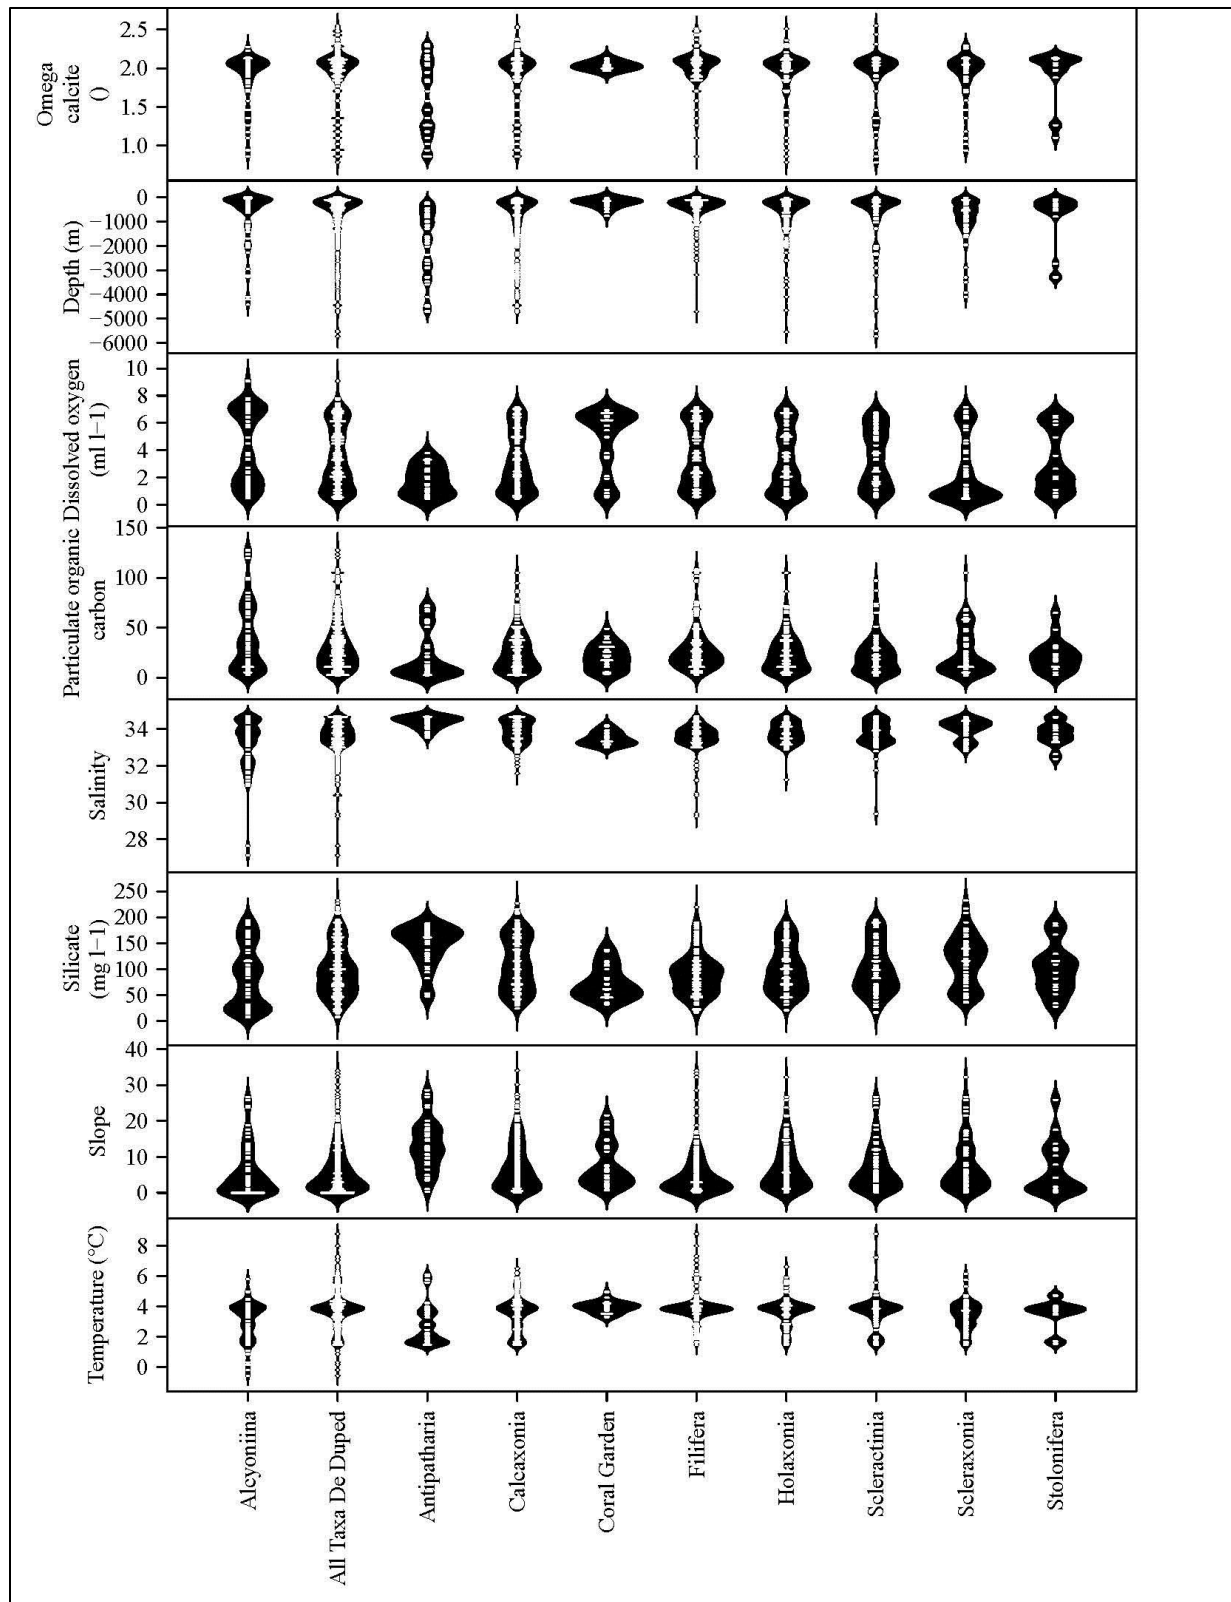 Omega
calcite
()
2.5
2.0
1.5
1.0
Depth (m)
0
−1000
−2000
−3000
−4000
−5000
−6000
Dissolved oxygen
(ml l−1)
10
8
6
4
2
0
Particulate organic
carbon
150
100
50
0
Salinity
34
32
30
28
Silicate
(mg l−1)
250
200
150
100
50
0
Slope
40
30
20
10
0
Temperature (°C)
8
6
4
2
0
Alcyoniina
All Taxa De Duped
Antipatharia
Calcaxonia
Coral Garden
Filifera
Holaxonia
Scleractinia
Scleraxonia
Stolonifera